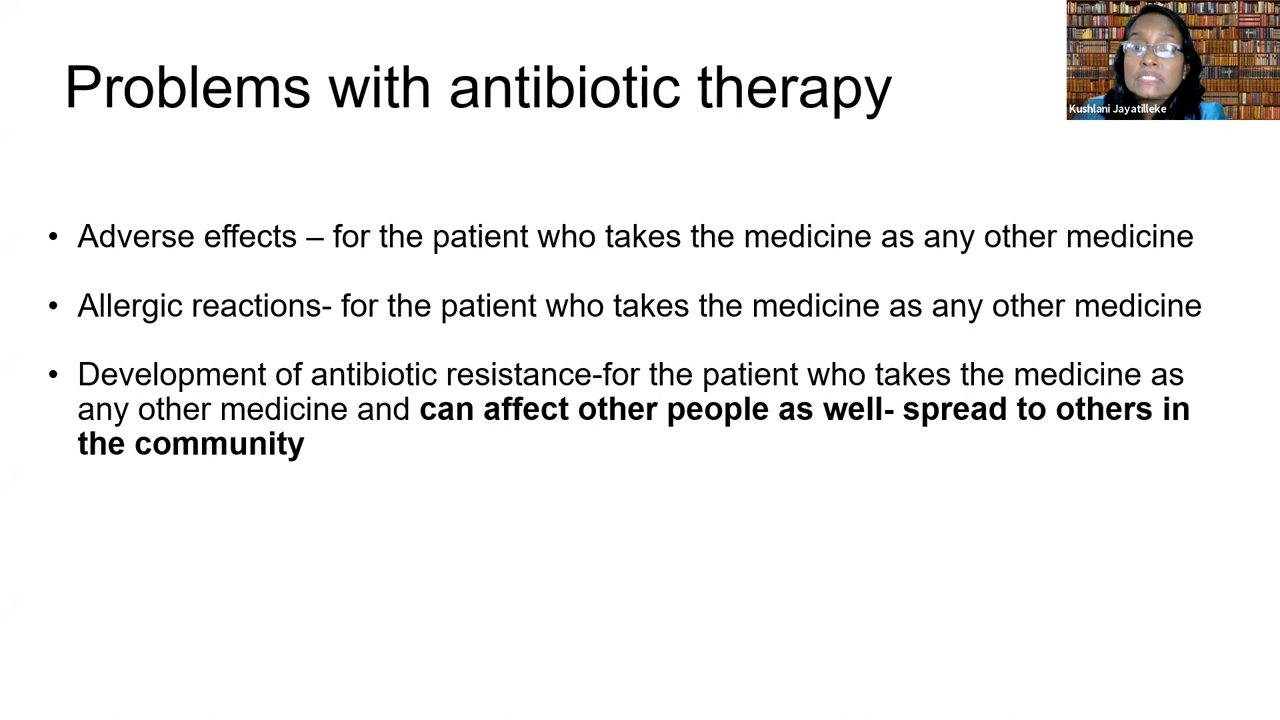 Problems with antibiotic therapy
Kushlani Jayatilleke
• Adverse effects – for the patient who takes the medicine as any other medicine
• Allergic reactions- for the patient who takes the medicine as any other medicine
• Development of antibiotic resistance-for the patient who takes the medicine as
any other medicine and can affect other people as well- spread to others in
the community